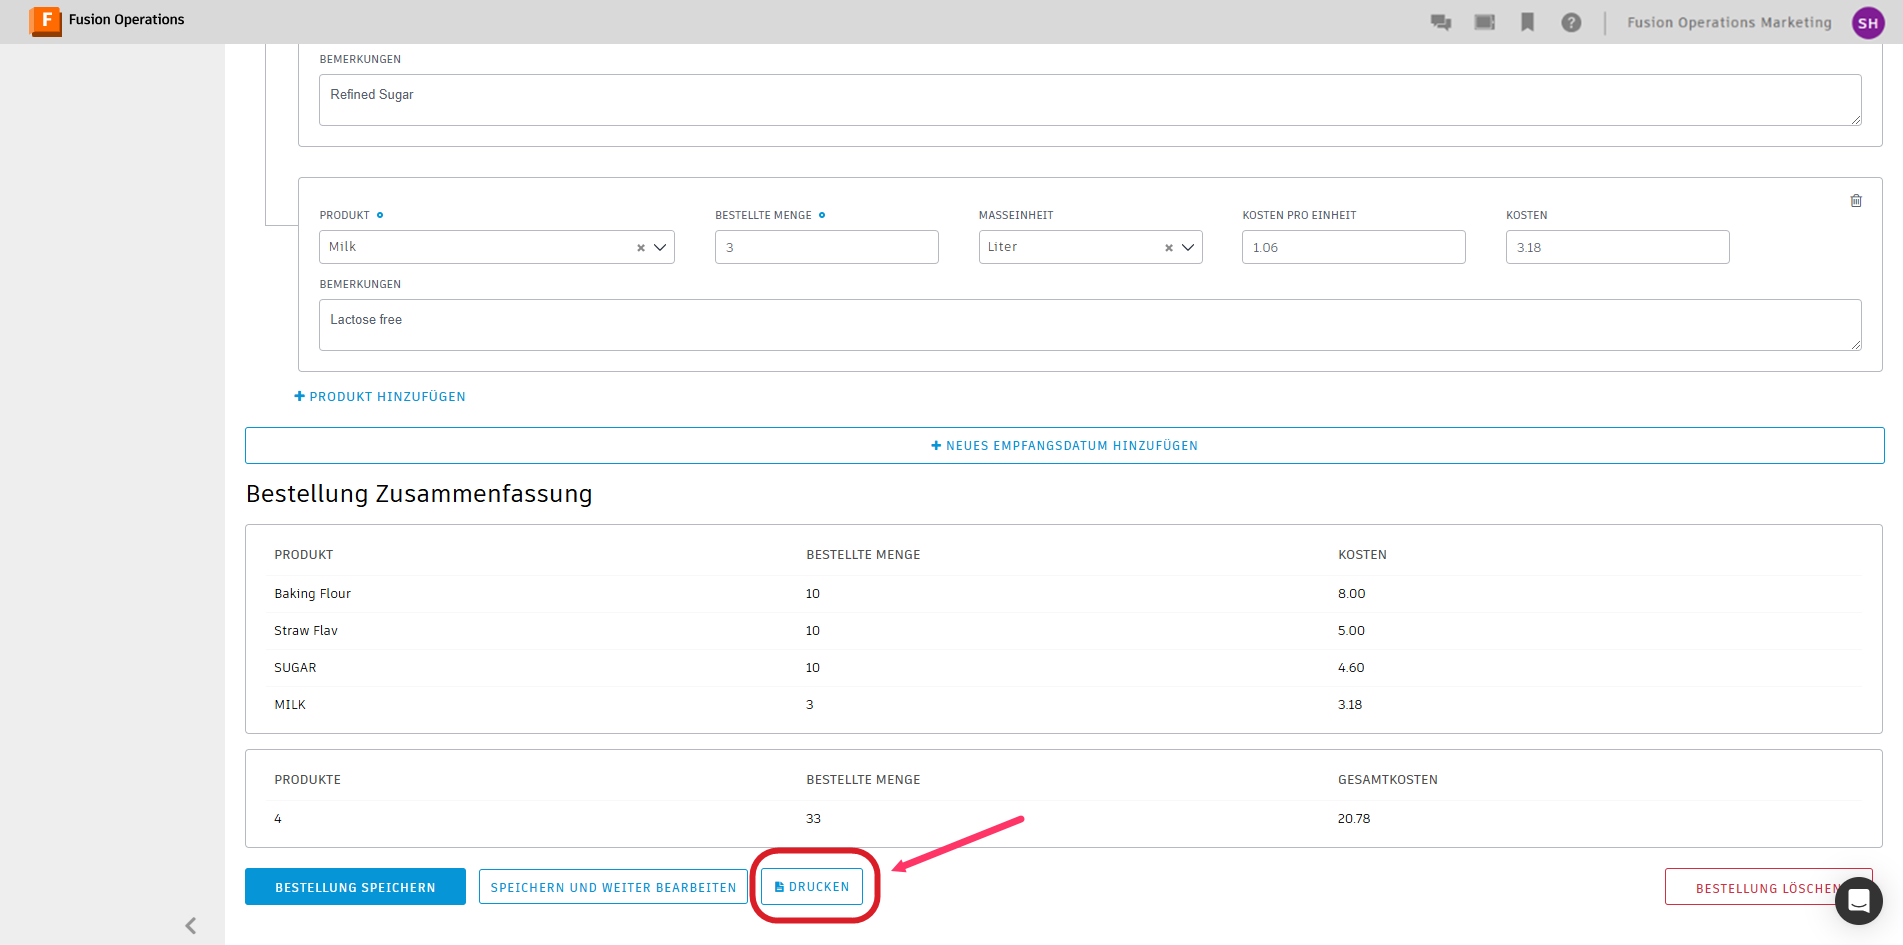 F Fusion Operations
Fusion Operations Marketing SH
BEMERKUNGEN
Refined Sugar
PRODUKT BESTELLTE MENGE MASSEINHEIT KOSTEN PRO EINHEIT KOSTEN
Milk 3 Liter 1.06 3.18
BEMERKUNGEN
Lactose free
+ PRODUKT HINZUFÜGEN
+ NEUES EMPFANGSDATUM HINZUFÜGEN
Bestellung Zusammenfassung
PRODUKT BESTELLTE MENGE KOSTEN
Baking Flour 10 8.00
Straw Flav 10 5.00
SUGAR 10 4.60
MILK 3 3.18
PRODUKTE BESTELLTE MENGE GESAMTKOSTEN
4 33 20.78
BESTELLUNG SPEICHERN SPEICHERN UND WEITER BEARBEITEN DRUCKEN BESTELLUNG LÖSCHEN